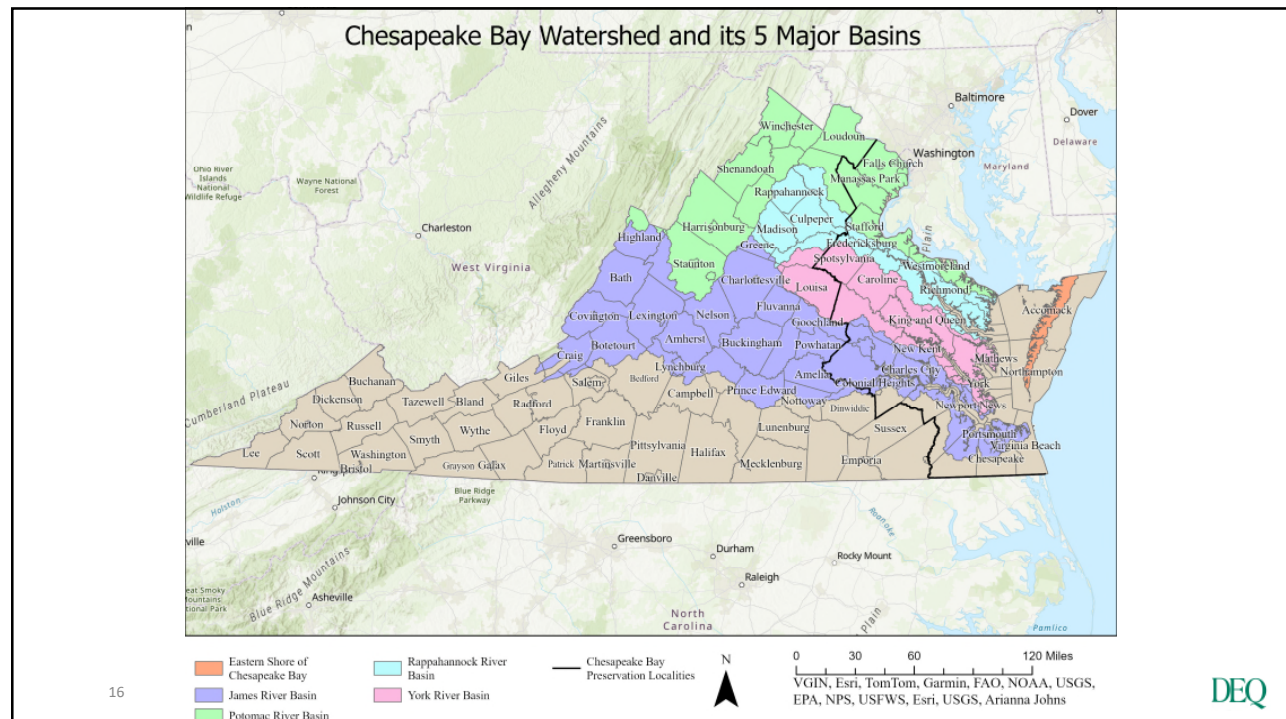 Chesapeake Bay Watershed and its 5 Major Basins
Baltimore
Dover
Delaware
Winchester
Loudoun
Washington
Maryland
Falls Church
Manassas Park
Ohio River
Islands
National
Wildlife Refuge
Wayne National
Forest
Allegheny Mountains
Shenandoah
Rappahannock
Charleston
West Virginia
Harrisonburg
Culpeper
Madison
Stafford
Plain
Highland
Greene
Fredericksburg
Staunton
Spotsylvania
Westmoreland
Bath
Charlottesville
Louisa
Caroline
Richmond
Accomack
Covington
Lexington
Nelson
Fluvanna
Goochland
King and Queen
Botetourt
Amherst
Buckingham
Powhatan
New Kent
Mathews
Craig
Lynchburg
Amelia
Charles City
Northampton
Cumberland Plateau
Buchanan
Giles
Salem
Bedford
Campbell
Prince Edward
Colonial Heights
York
Dickenson
Tazewell
Bland
Radford
Nottoway
Dinwiddie
Newport News
Norton
Russell
Wythe
Floyd
Franklin
Lunenburg
Sussex
Portsmouth
Lee
Scott
Washington
Smyth
Pittsylvania
Halifax
Virginia Beach
Bristol
Grayson
Galax
Patrick
Martinsville
Danville
Mecklenburg
Emporia
Chesapeake
Holston
Johnson City
Blue Ridge
Parkway
Roanoke
Greensboro
Durham
Rocky Mount
Raleigh
Blue Ridge Mountains
Asheville
North
Carolina
Plain
Pamlico
Eastern Shore of
Chesapeake Bay
James River Basin
Potomac River Basin
Rappahannock River
Basin
York River Basin
Chesapeake Bay
Preservation Localities
N
0 30 60 120 Miles
VGIN, Esri, TomTom, Garmin, FAO, NOAA, USGS,
EPA, NPS, USFWS, Esri, USGS, Arianna Johns
16
DEQ